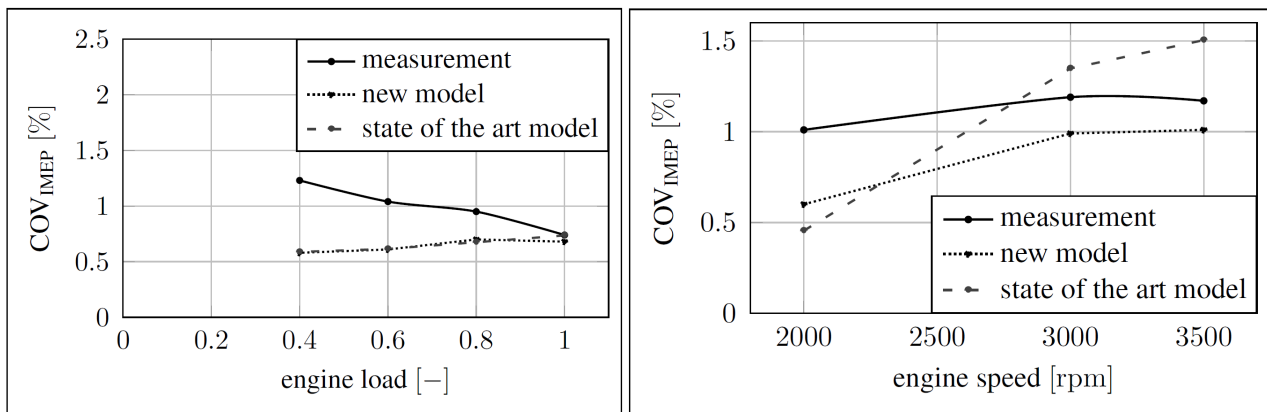 2.5
2
1.5
1
0.5
0
COV_IMEP [%]
measurement
new model
state of the art model
0 0.2 0.4 0.6 0.8 1
engine load [−]
1.5
1
0.5
0
COV_IMEP [%]
measurement
new model
state of the art model
2000 2500 3000 3500
engine speed [rpm]